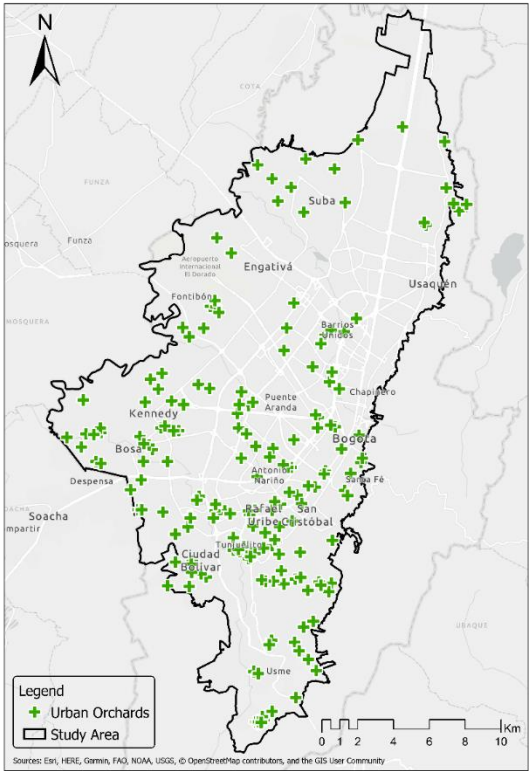 N
COTA
FUNZA
Suba
osquera
Funza
Aeropuerto
Internacional
El Dorado
Engativá
Usaquén
Fontibón
MOSQUERA
Barrios
Unidos
Chapinero
Puente
Aranda
Kennedy
Bogota
Bosa
Antonio
Nariño
Santa Fé
Despensa
Soacha
OACHA
mpartir
Rafael
Uribe
San
Cristóbal
Tunjuelito
Ciudad
Bolívar
UBAQUE
Usme
Legend
Urban Orchards
Study Area
0 1 2 4 6 8 10
Km
Sources: Esri, HERE, Garmin, FAO, NOAA, USGS, © OpenStreetMap contributors, and the GIS User Community